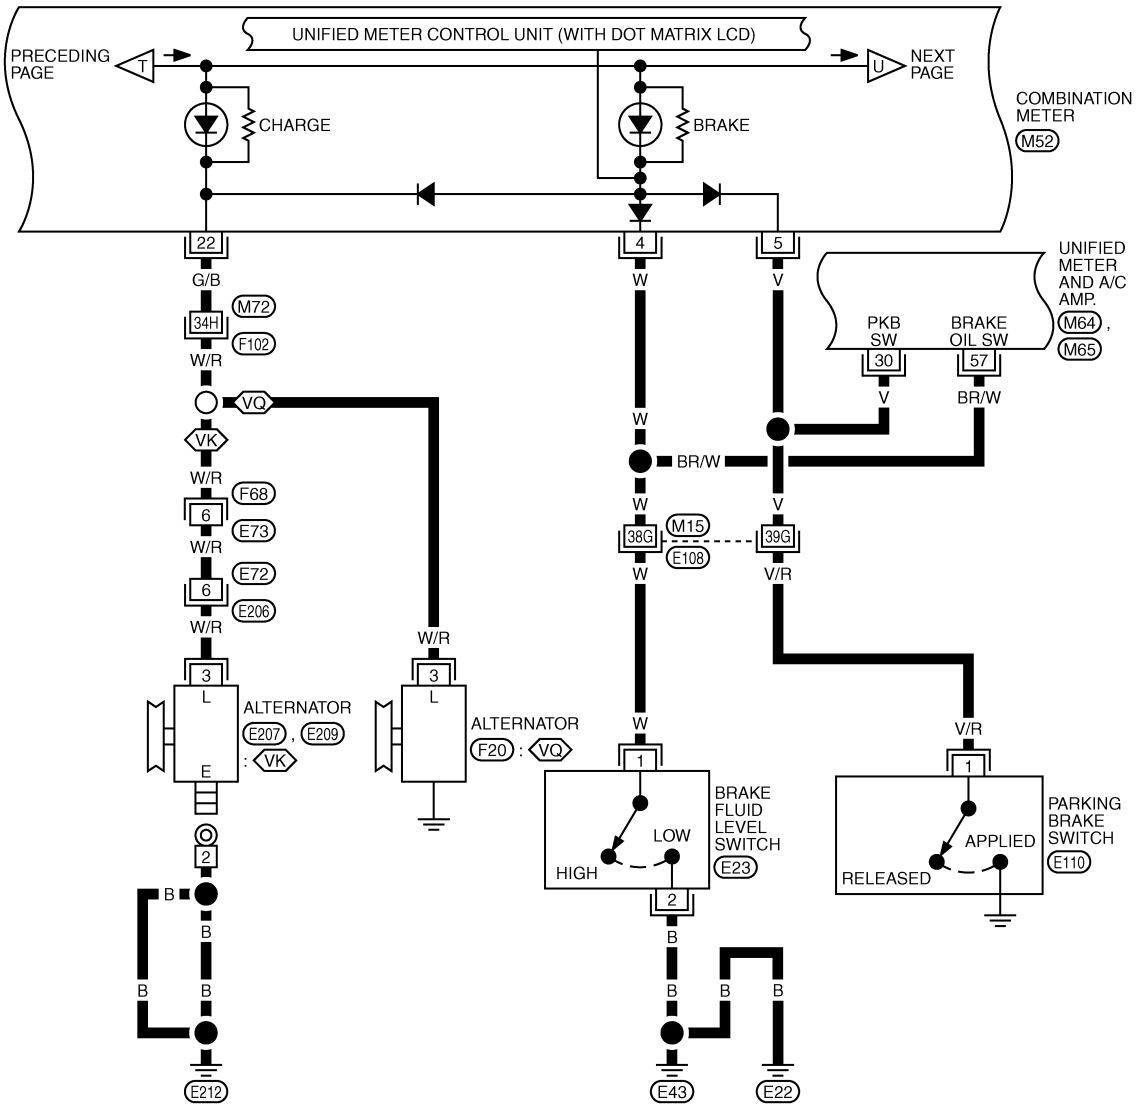 UNIFIED METER CONTROL UNIT (WITH DOT MATRIX LCD)
PRECEDING
PAGE
T
U
NEXT
PAGE
COMBINATION
METER
M52
CHARGE
BRAKE
22
4
5
G/B
W
V
UNIFIED
METER
AND A/C
AMP.
M64 ,
M65
PKB
SW
BRAKE
OIL SW
30
57
V
BR/W
M72
34H
F102
W/R
VQ
VK
W
BR/W
W/R
F68
6
E73
W/R
E72
6
E206
W/R
W
V
38G
M15
39G
E108
W
V/R
W/R
3
L
ALTERNATOR
E207 , E209
: VK
E
2
3
L
ALTERNATOR
F20 : VQ
W
1
BRAKE
FLUID
LEVEL
SWITCH
E23
LOW
HIGH
2
V/R
1
PARKING
BRAKE
SWITCH
E110
APPLIED
RELEASED
B
B
B
B
B
B
B
B
E212
E43
E22